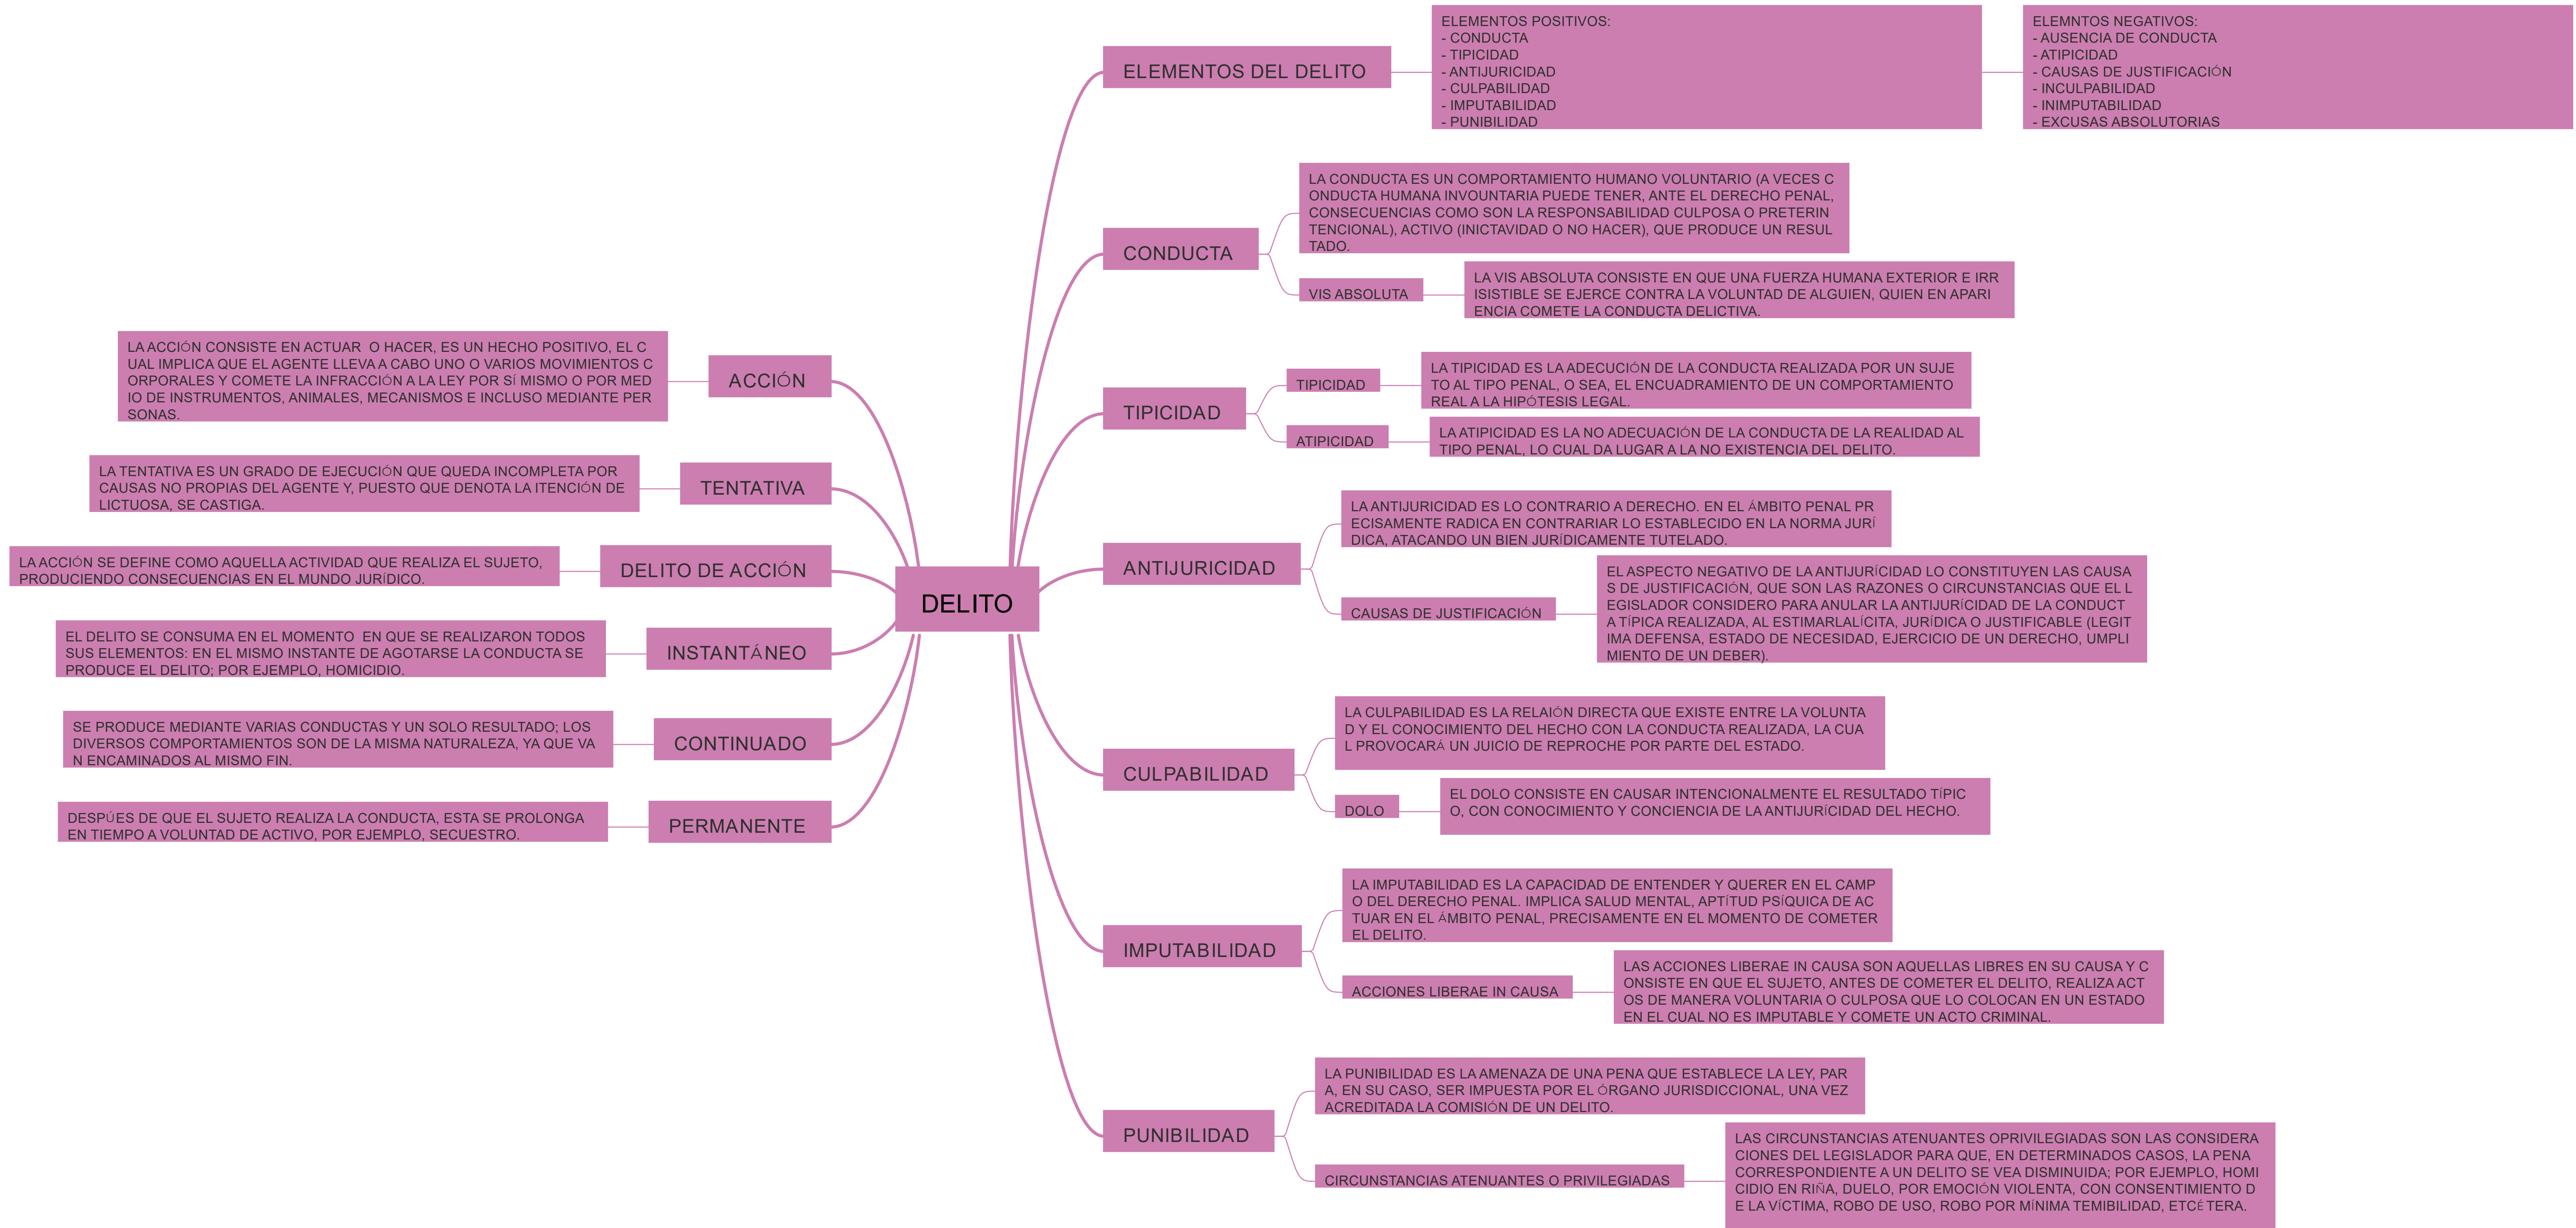 DELITO
ELEMENTOS DEL DELITO
ELEMENTOS POSITIVOS:
- CONDUCTA
- TIPICIDAD
- ANTIJURICIDAD
- CULPABILIDAD
- IMPUTABILIDAD
- PUNIBILIDAD
ELEMNTOS NEGATIVOS:
- AUSENCIA DE CONDUCTA
- ATIPICIDAD
- CAUSAS DE JUSTIFICACIÓN
- INCULPABILIDAD
- INIMPUTABILIDAD
- EXCUSAS ABSOLUTORIAS
CONDUCTA
LA CONDUCTA ES UN COMPORTAMIENTO HUMANO VOLUNTARIO (A VECES C
ONDUCTA HUMANA INVOUNTARIA PUEDE TENER, ANTE EL DERECHO PENAL,
CONSECUENCIAS COMO SON LA RESPONSABILIDAD CULPOSA O PRETERIN
TENCIONAL), ACTIVO (INICTAVIDAD O NO HACER), QUE PRODUCE UN RESUL
TADO.
VIS ABSOLUTA
LA VIS ABSOLUTA CONSISTE EN QUE UNA FUERZA HUMANA EXTERIOR E IRR
ISISTIBLE SE EJERCE CONTRA LA VOLUNTAD DE ALGUIEN, QUIEN EN APARI
ENCIA COMETE LA CONDUCTA DELICTIVA.
TIPICIDAD
TIPICIDAD
LA TIPICIDAD ES LA ADECUCIÓN DE LA CONDUCTA REALIZADA POR UN SUJE
TO AL TIPO PENAL, O SEA, EL ENCUADRAMIENTO DE UN COMPORTAMIENTO
REAL A LA HIPÓTESIS LEGAL.
ATIPICIDAD
LA ATIPICIDAD ES LA NO ADECUACIÓN DE LA CONDUCTA DE LA REALIDAD AL
TIPO PENAL, LO CUAL DA LUGAR A LA NO EXISTENCIA DEL DELITO.
ANTIJURICIDAD
LA ANTIJURICIDAD ES LO CONTRARIO A DERECHO. EN EL ÁMBITO PENAL PR
ECISAMENTE RADICA EN CONTRARIAR LO ESTABLECIDO EN LA NORMA JURÍ
DICA, ATACANDO UN BIEN JURÍDICAMENTE TUTELADO.
CAUSAS DE JUSTIFICACIÓN
EL ASPECTO NEGATIVO DE LA ANTIJURÍCIDAD LO CONSTITUYEN LAS CAUSA
S DE JUSTIFICACIÓN, QUE SON LAS RAZONES O CIRCUNSTANCIAS QUE EL L
EGISLADOR CONSIDERO PARA ANULAR LA ANTIJURÍCIDAD DE LA CONDUCT
A TÍPICA REALIZADA, AL ESTIMARLALÍCITA, JURÍDICA O JUSTIFICABLE (LEGIT
IMA DEFENSA, ESTADO DE NECESIDAD, EJERCICIO DE UN DERECHO, UMPLI
MIENTO DE UN DEBER).
CULPABILIDAD
LA CULPABILIDAD ES LA RELAIÓN DIRECTA QUE EXISTE ENTRE LA VOLUNTA
D Y EL CONOCIMIENTO DEL HECHO CON LA CONDUCTA REALIZADA, LA CUA
L PROVOCARÁ UN JUICIO DE REPROCHE POR PARTE DEL ESTADO.
DOLO
EL DOLO CONSISTE EN CAUSAR INTENCIONALMENTE EL RESULTADO TÍPIC
O, CON CONOCIMIENTO Y CONCIENCIA DE LA ANTIJURÍCIDAD DEL HECHO.
IMPUTABILIDAD
LA IMPUTABILIDAD ES LA CAPACIDAD DE ENTENDER Y QUERER EN EL CAMP
O DEL DERECHO PENAL. IMPLICA SALUD MENTAL, APTÍTUD PSÍQUICA DE AC
TUAR EN EL ÁMBITO PENAL, PRECISAMENTE EN EL MOMENTO DE COMETER
EL DELITO.
ACCIONES LIBERAE IN CAUSA
LAS ACCIONES LIBERAE IN CAUSA SON AQUELLAS LIBRES EN SU CAUSA Y C
ONSISTE EN QUE EL SUJETO, ANTES DE COMETER EL DELITO, REALIZA ACT
OS DE MANERA VOLUNTARIA O CULPOSA QUE LO COLOCAN EN UN ESTADO
EN EL CUAL NO ES IMPUTABLE Y COMETE UN ACTO CRIMINAL.
PUNIBILIDAD
LA PUNIBILIDAD ES LA AMENAZA DE UNA PENA QUE ESTABLECE LA LEY, PAR
A, EN SU CASO, SER IMPUESTA POR EL ÓRGANO JURISDICCIONAL, UNA VEZ
ACREDITADA LA COMISIÓN DE UN DELITO.
CIRCUNSTANCIAS ATENUANTES O PRIVILEGIADAS
LAS CIRCUNSTANCIAS ATENUANTES OPRIVILEGIADAS SON LAS CONSIDERA
CIONES DEL LEGISLADOR PARA QUE, EN DETERMINADOS CASOS, LA PENA
CORRESPONDIENTE A UN DELITO SE VEA DISMINUIDA; POR EJEMPLO, HOMI
CIDIO EN RIÑA, DUELO, POR EMOCIÓN VIOLENTA, CON CONSENTIMIENTO D
E LA VÍCTIMA, ROBO DE USO, ROBO POR MÍNIMA TEMIBILIDAD, ETCÉTERA.
ACCIÓN
LA ACCIÓN CONSISTE EN ACTUAR  O HACER, ES UN HECHO POSITIVO, EL C
UAL IMPLICA QUE EL AGENTE LLEVA A CABO UNO O VARIOS MOVIMIENTOS C
ORPORALES Y COMETE LA INFRACCIÓN A LA LEY POR SÍ MISMO O POR MED
IO DE INSTRUMENTOS, ANIMALES, MECANISMOS E INCLUSO MEDIANTE PER
SONAS.
TENTATIVA
LA TENTATIVA ES UN GRADO DE EJECUCIÓN QUE QUEDA INCOMPLETA POR
CAUSAS NO PROPIAS DEL AGENTE Y, PUESTO QUE DENOTA LA ITENCIÓN DE
LICTUOSA, SE CASTIGA.
DELITO DE ACCIÓN
LA ACCIÓN SE DEFINE COMO AQUELLA ACTIVIDAD QUE REALIZA EL SUJETO,
PRODUCIENDO CONSECUENCIAS EN EL MUNDO JURÍDICO.
INSTANTÁNEO
EL DELITO SE CONSUMA EN EL MOMENTO  EN QUE SE REALIZARON TODOS
SUS ELEMENTOS: EN EL MISMO INSTANTE DE AGOTARSE LA CONDUCTA SE
PRODUCE EL DELITO; POR EJEMPLO, HOMICIDIO.
CONTINUADO
SE PRODUCE MEDIANTE VARIAS CONDUCTAS Y UN SOLO RESULTADO; LOS
DIVERSOS COMPORTAMIENTOS SON DE LA MISMA NATURALEZA, YA QUE VA
N ENCAMINADOS AL MISMO FIN.
PERMANENTE
DESPÚES DE QUE EL SUJETO REALIZA LA CONDUCTA, ESTA SE PROLONGA
EN TIEMPO A VOLUNTAD DE ACTIVO, POR EJEMPLO, SECUESTRO.